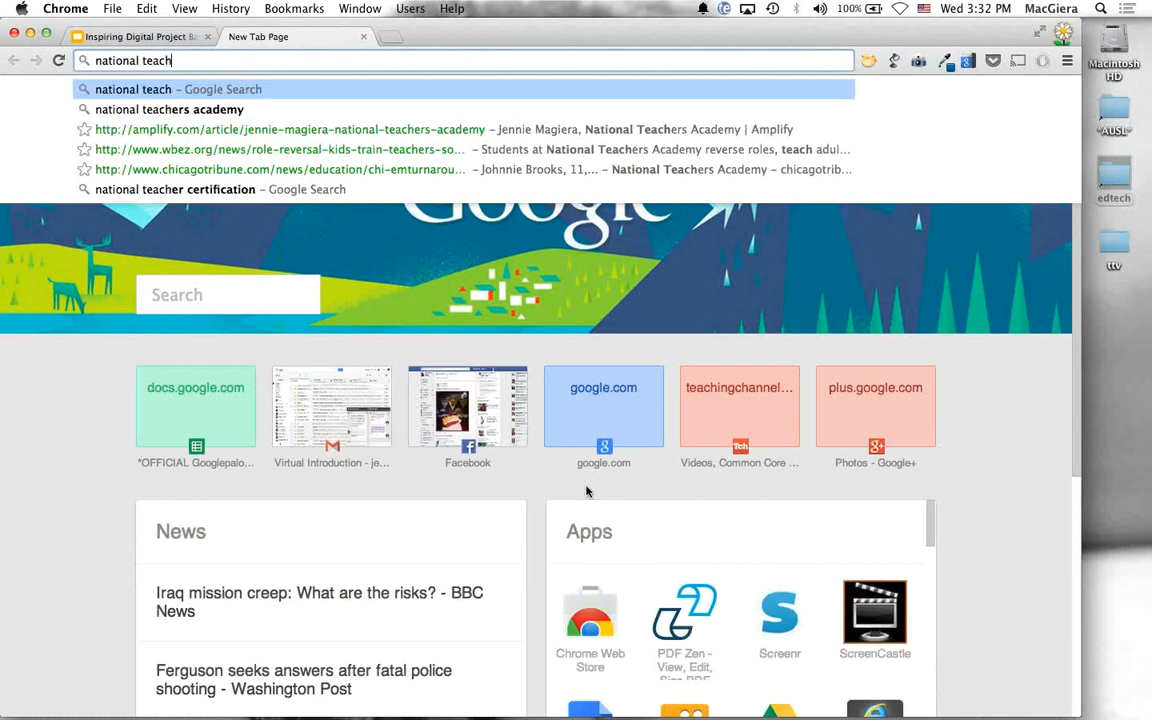 Chrome File Edit View History Bookmarks Window Users Help 100% Wed 3:32 PM MacGiera
Inspiring Digital Project Ba
New Tab Page
national teach
national teach – Google Search
national teachers academy
http://amplify.com/article/jennie-magiera-national-teachers-academy – Jennie Magiera, National Teachers Academy | Amplify
http://www.wbez.org/news/role-reversal-kids-train-teachers-so... – Students at National Teachers Academy reverse roles, teach adul...
http://www.chicagotribune.com/news/education/chi-emturnarou... – Johnnie Brooks, 11,... – National Teachers Academy – chicagotrib...
national teacher certification – Google Search
Macintosh HD
*AUSL*
edtech
ttv
Google
Search
docs.google.com
google.com
teachingchannel...
plus.google.com
Tch
*OFFICIAL Googlepalo...
Virtual Introduction - je...
Facebook
google.com
Videos, Common Core ...
Photos - Google+
News
Iraq mission creep: What are the risks? - BBC
News
Ferguson seeks answers after fatal police
shooting - Washington Post
Apps
Chrome Web
Store
PDF Zen -
View, Edit,
Screenr
ScreenCastle